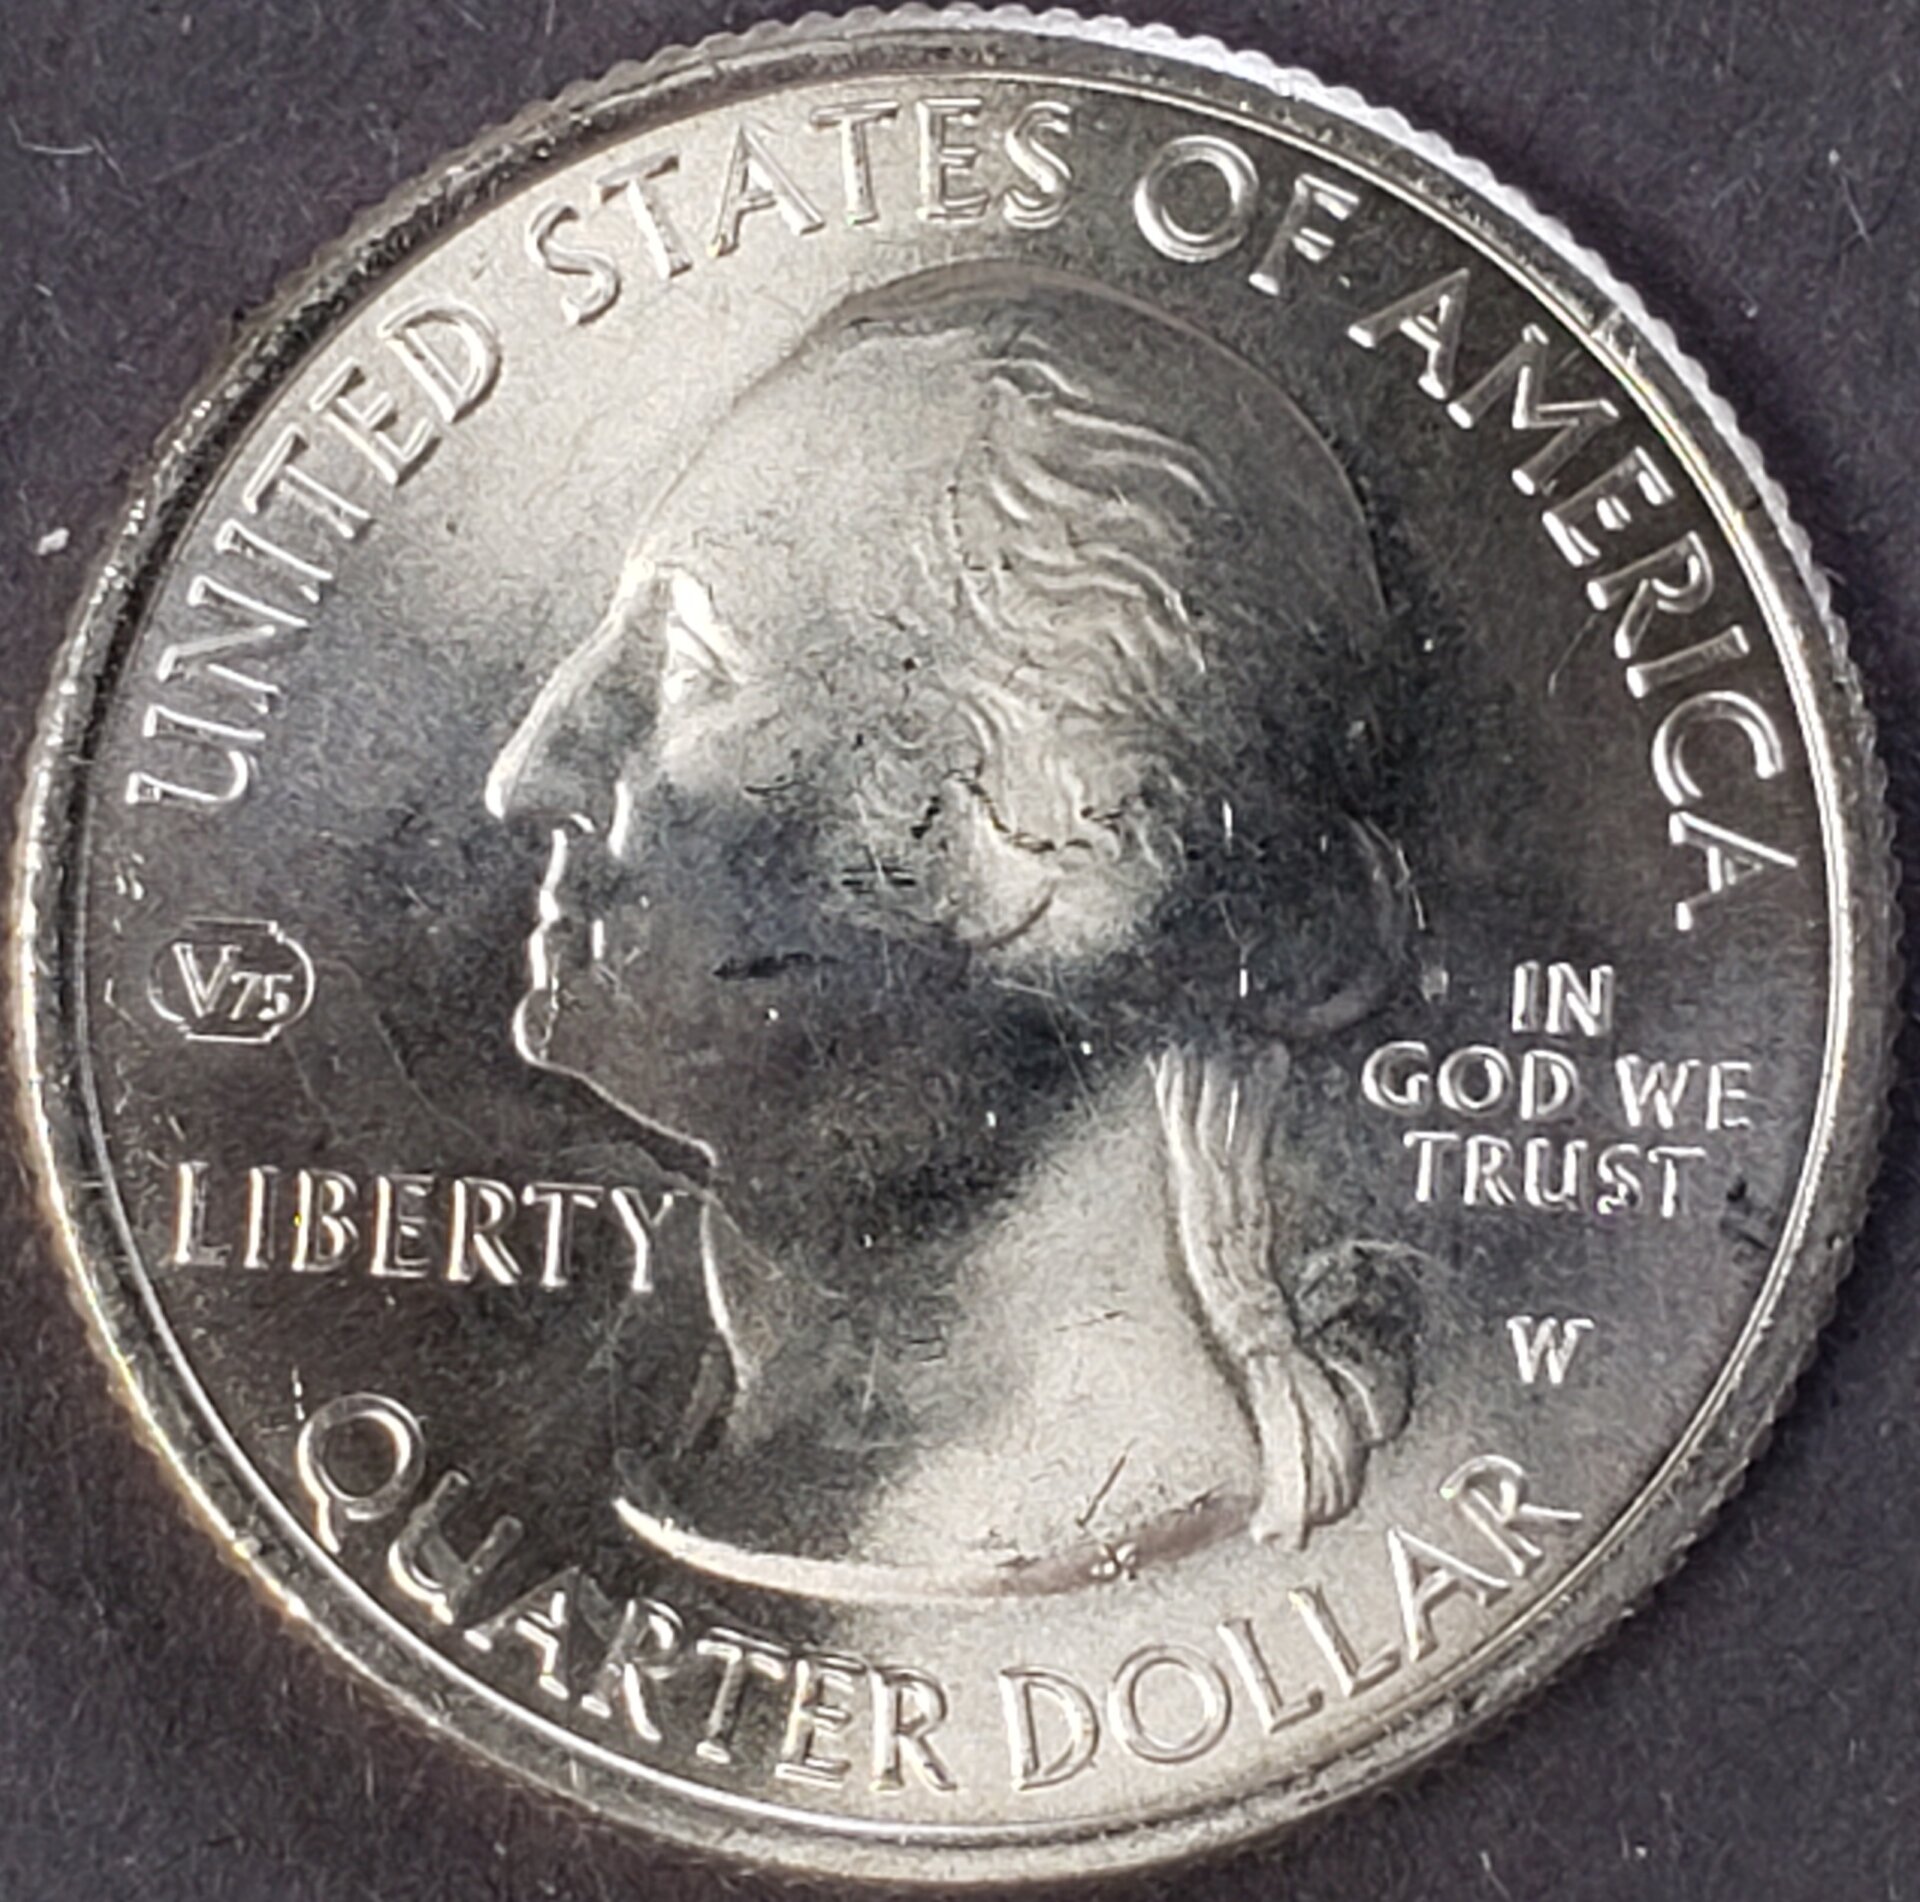 UNITED STATES OF AMERICA
V75
LIBERTY
IN
GOD WE
TRUST
W
QUARTER DOLLAR